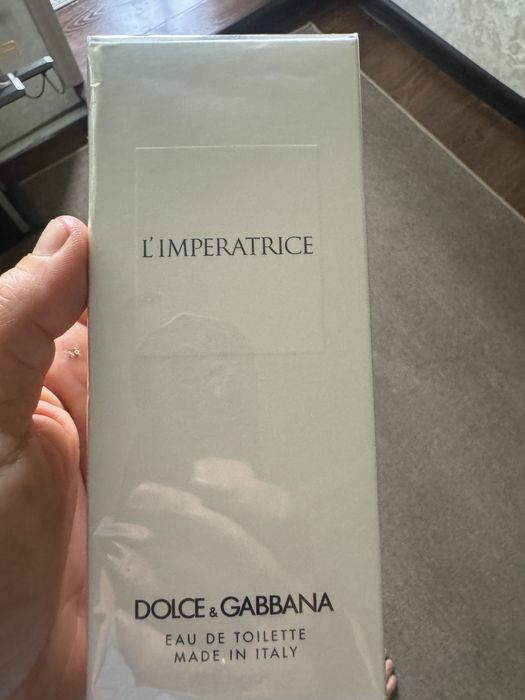 L'IMPERATRICE
DOLCE & GABBANA
EAU DE TOILETTE
MADE IN ITALY